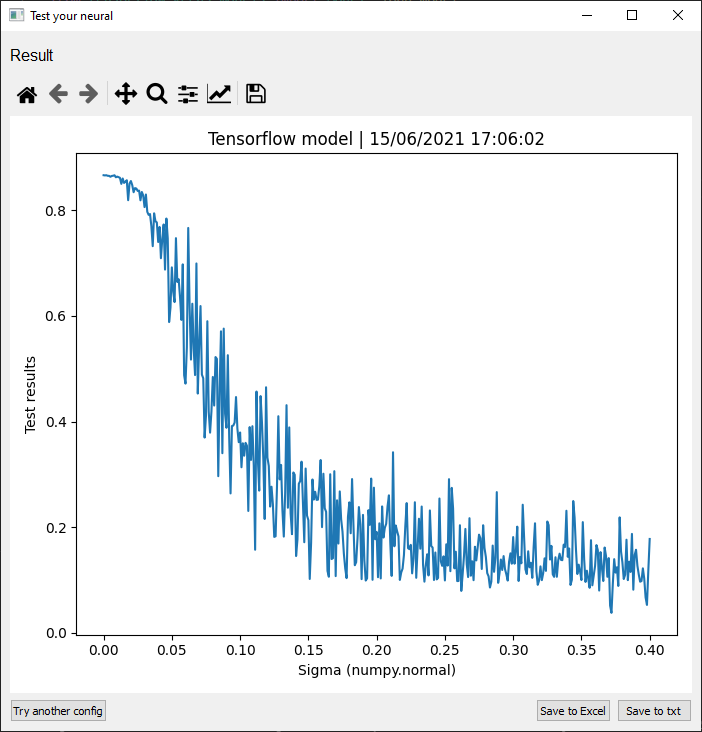 Test your neural
Result
Tensorflow model | 15/06/2021 17:06:02
0.8
0.6
0.4
0.2
0.0
Test results
0.00 0.05 0.10 0.15 0.20 0.25 0.30 0.35 0.40
Sigma (numpy.normal)
Try another config
Save to Excel
Save to txt